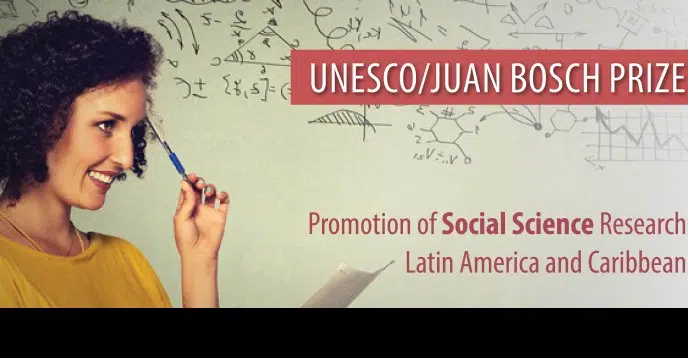 UNESCO/JUAN BOSCH PRIZE
Promotion of Social Science Research
Latin America and Caribbean